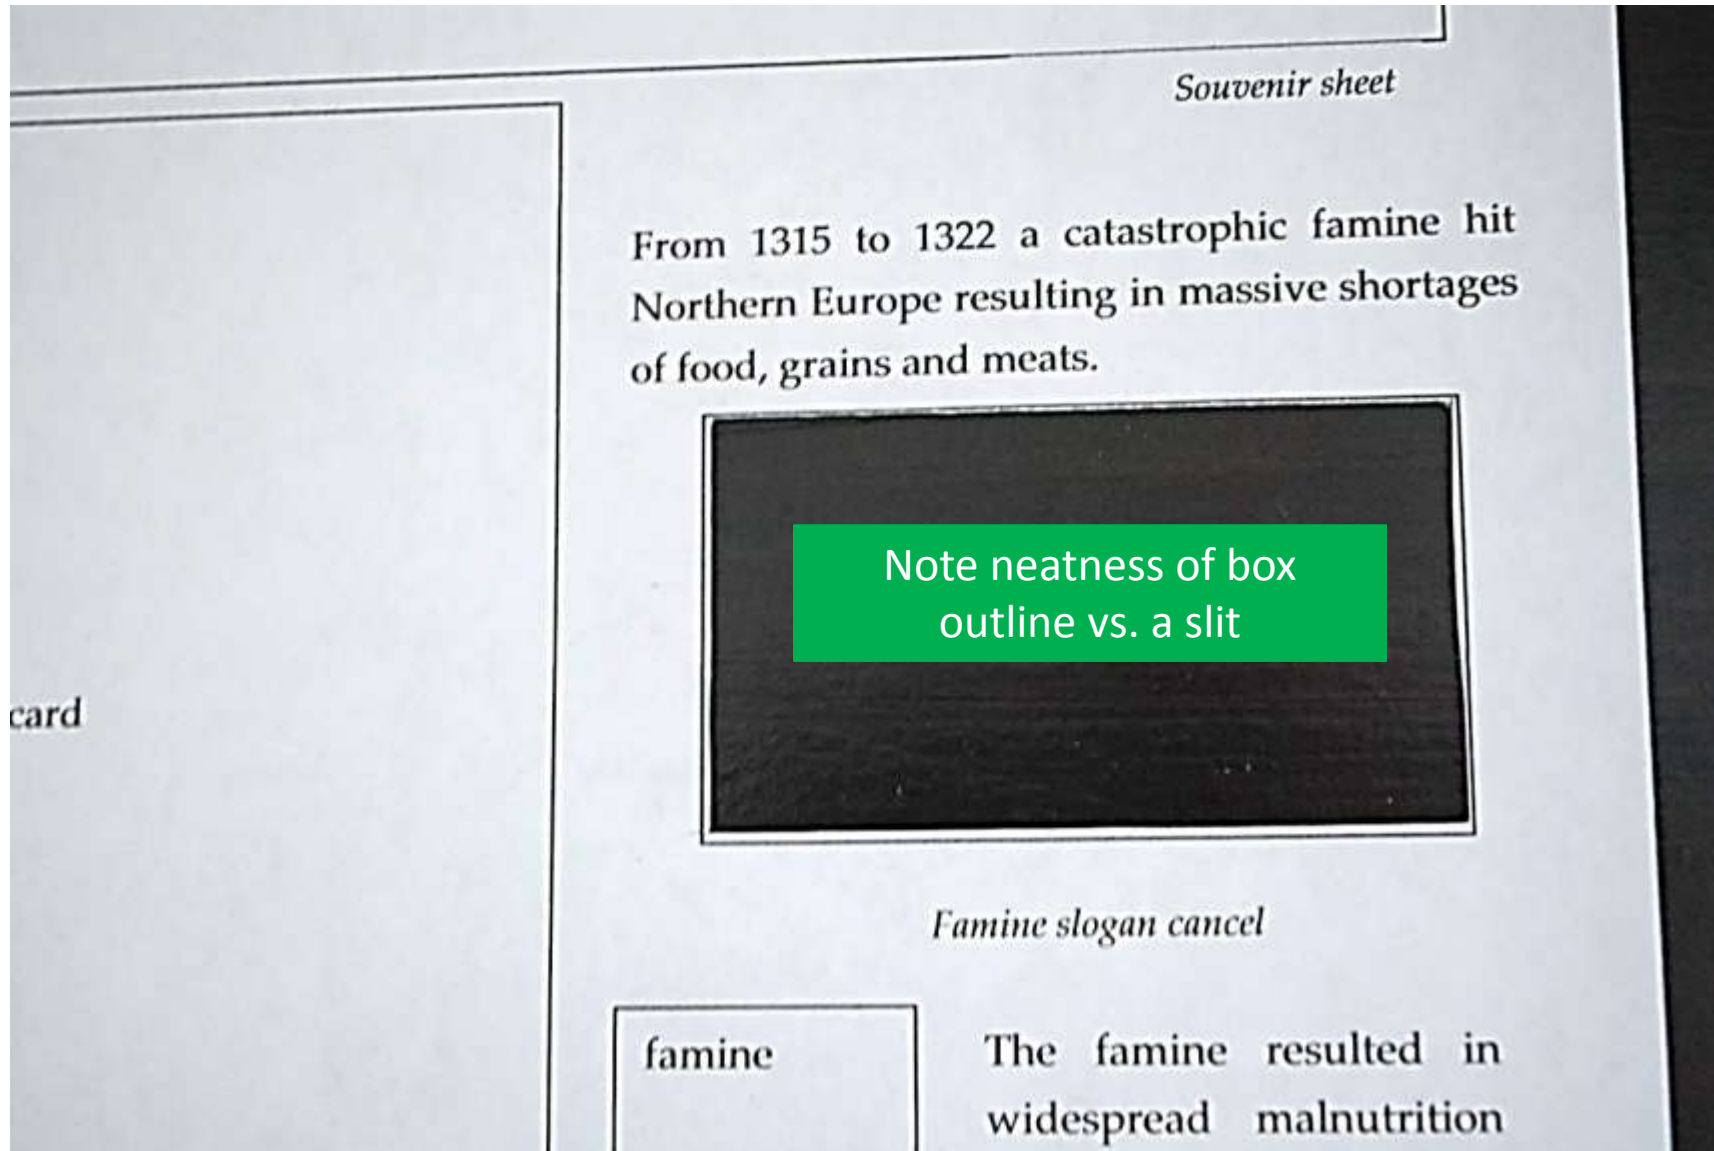 Souvenir sheet
From 1315 to 1322 a catastrophic famine hit
Northern Europe resulting in massive shortages
of food, grains and meats.
Note neatness of box
outline vs. a slit
card
Famine slogan cancel
famine
The famine resulted in
widespread malnutrition